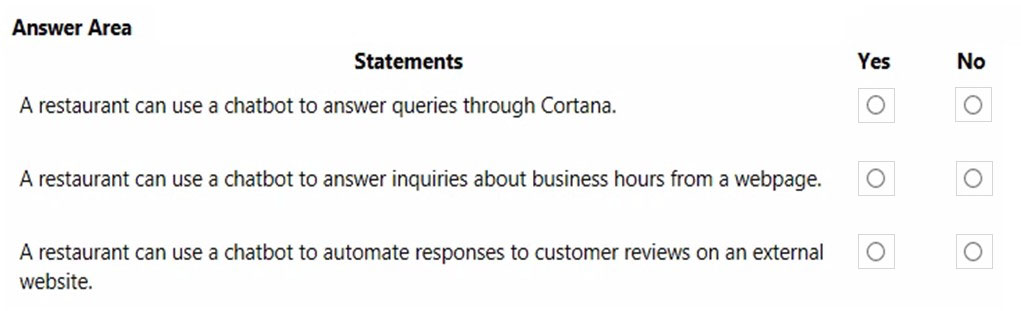 Answer Area
Statements Yes No
A restaurant can use a chatbot to answer queries through Cortana.
A restaurant can use a chatbot to answer inquiries about business hours from a webpage.
A restaurant can use a chatbot to automate responses to customer reviews on an external
website.